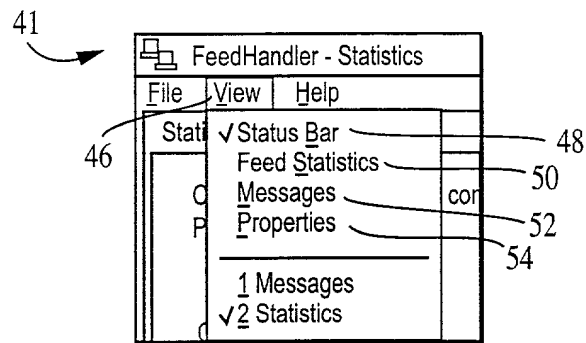 41
FeedHandler - Statistics
File View Help
Stati
46
✓Status Bar
48
Feed Statistics
50
C
Messages
con
52
P
Properties
54
1 Messages
✓2 Statistics